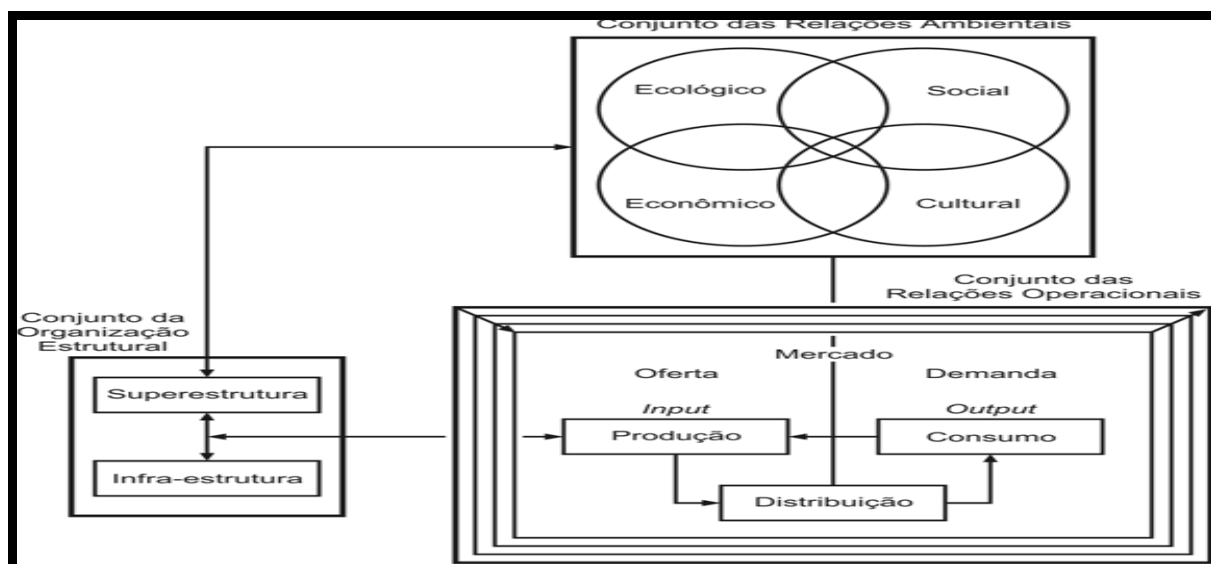 Conjunto das Relações Ambientais
Ecológico
Social
Econômico
Cultural
Conjunto das
Relações Operacionais
Conjunto da
Organização
Estrutural
Superestrutura
Infra-estrutura
Mercado
Oferta
Demanda
Input
Output
Produção
Consumo
Distribuição